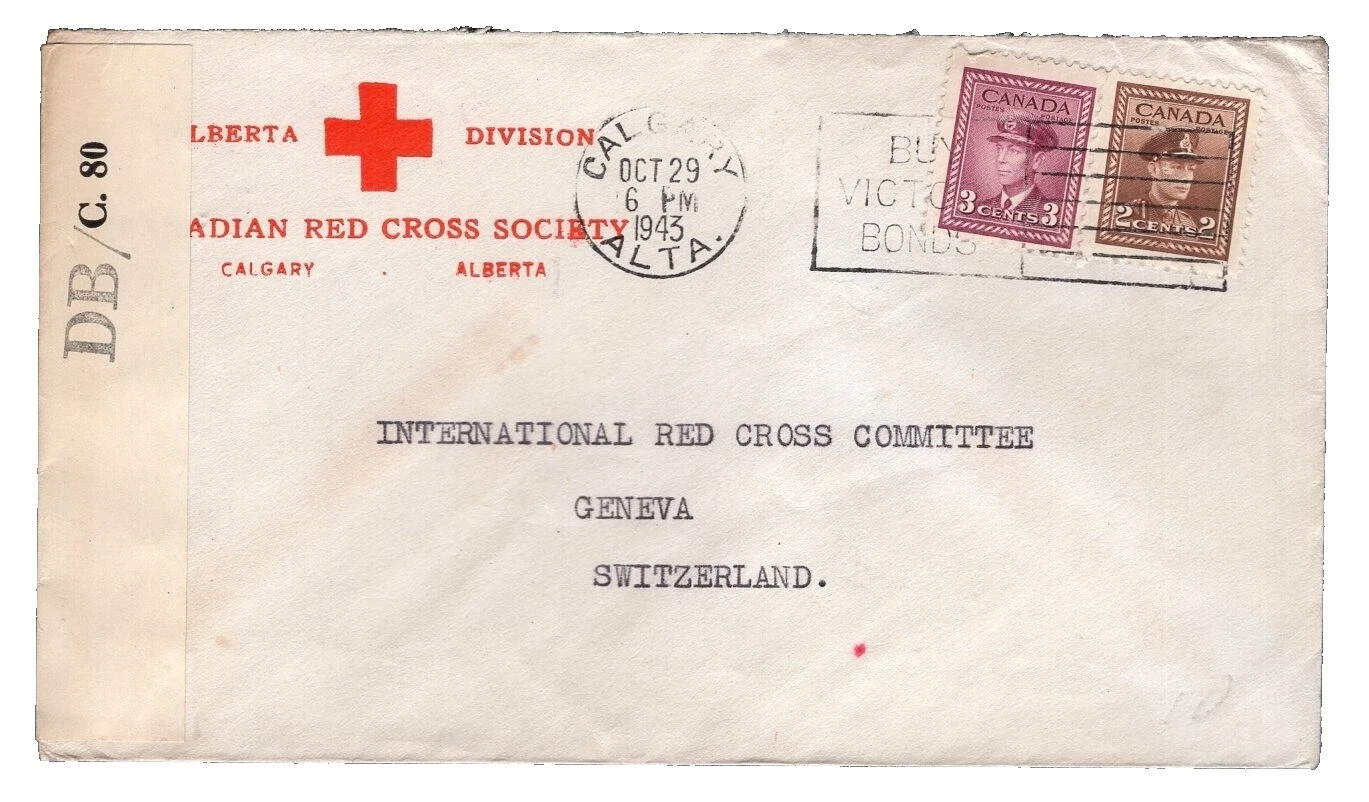 LBERTA DIVISION
ADIAN RED CROSS SOCIETY
CALGARY . ALBERTA
DB/C. 80
CALGARY
OCT 29
6 PM
1943
ALTA.
BUY
VICTO
BONDS
CANADA
POSTES POSTAGE
3 CENTS 3
CANADA
POSTES POSTAGE
2 CENTS 2
INTERNATIONAL RED CROSS COMMITTEE
GENEVA
SWITZERLAND.